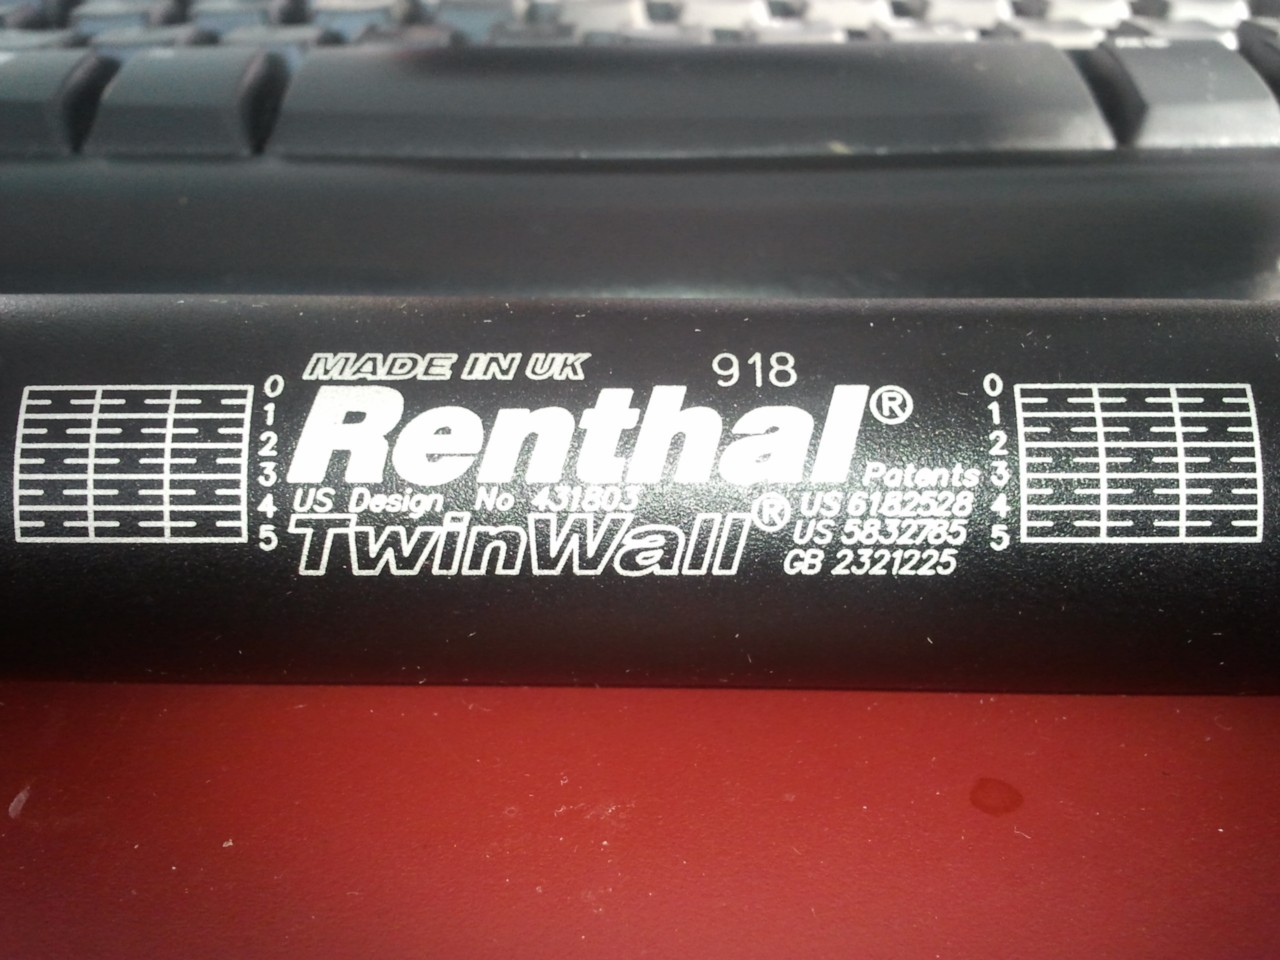 MADE IN UK 918
Renthal®
US Design No 431803
TwinWall®
Patents
US 6182528
US 5832785
GB 2321225
0
1
2
3
4
5
0
1
2
3
4
5